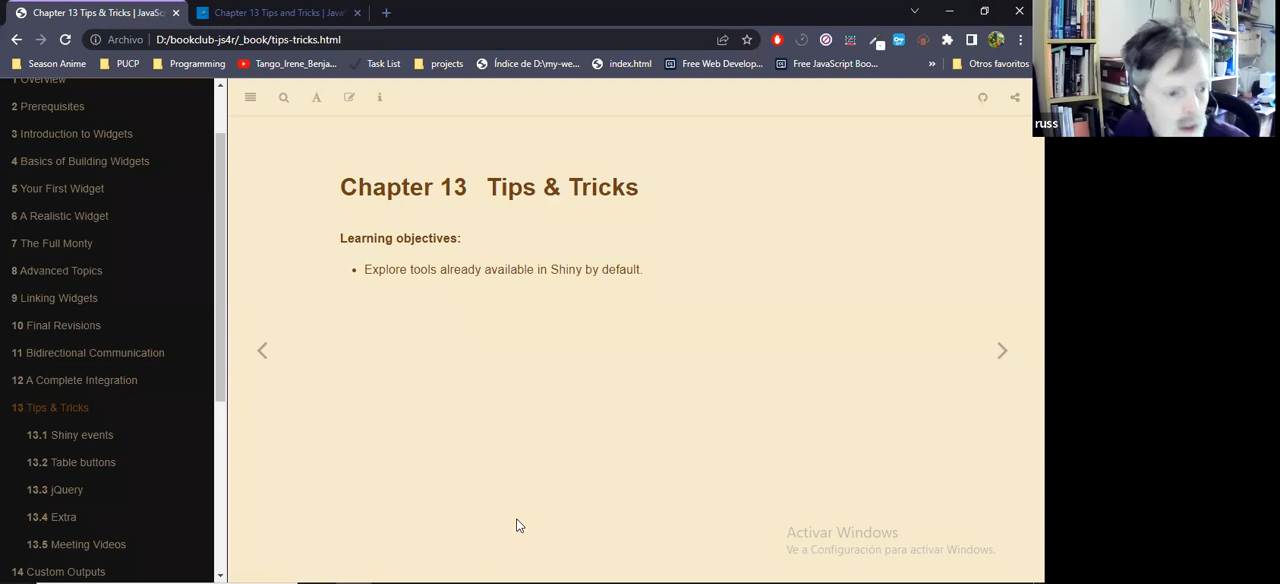 Chapter 13 Tips & Tricks | JavaSc
Chapter 13 Tips and Tricks | Java
Archivo
D:/bookclub-js4r/_book/tips-tricks.html
Season Anime
PUCP
Programming
Tango_Irene_Benja...
Task List
projects
Índice de D:\my-we...
index.html
Free Web Develop...
Free JavaScript Boo...
»
Otros favoritos
1 Overview
2 Prerequisites
3 Introduction to Widgets
4 Basics of Building Widgets
5 Your First Widget
6 A Realistic Widget
7 The Full Monty
8 Advanced Topics
9 Linking Widgets
10 Final Revisions
11 Bidirectional Communication
12 A Complete Integration
13 Tips & Tricks
13.1 Shiny events
13.2 Table buttons
13.3 jQuery
13.4 Extra
13.5 Meeting Videos
14 Custom Outputs
Chapter 13 Tips & Tricks
Learning objectives:
• Explore tools already available in Shiny by default.
Activar Windows
Ve a Configuración para activar Windows.
russ